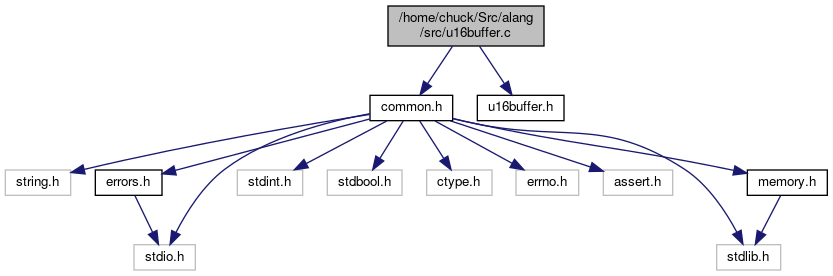 /home/chuck/Src/alang
/src/u16buffer.c
common.h
u16buffer.h
string.h
errors.h
stdint.h
stdbool.h
ctype.h
errno.h
assert.h
memory.h
stdio.h
stdlib.h